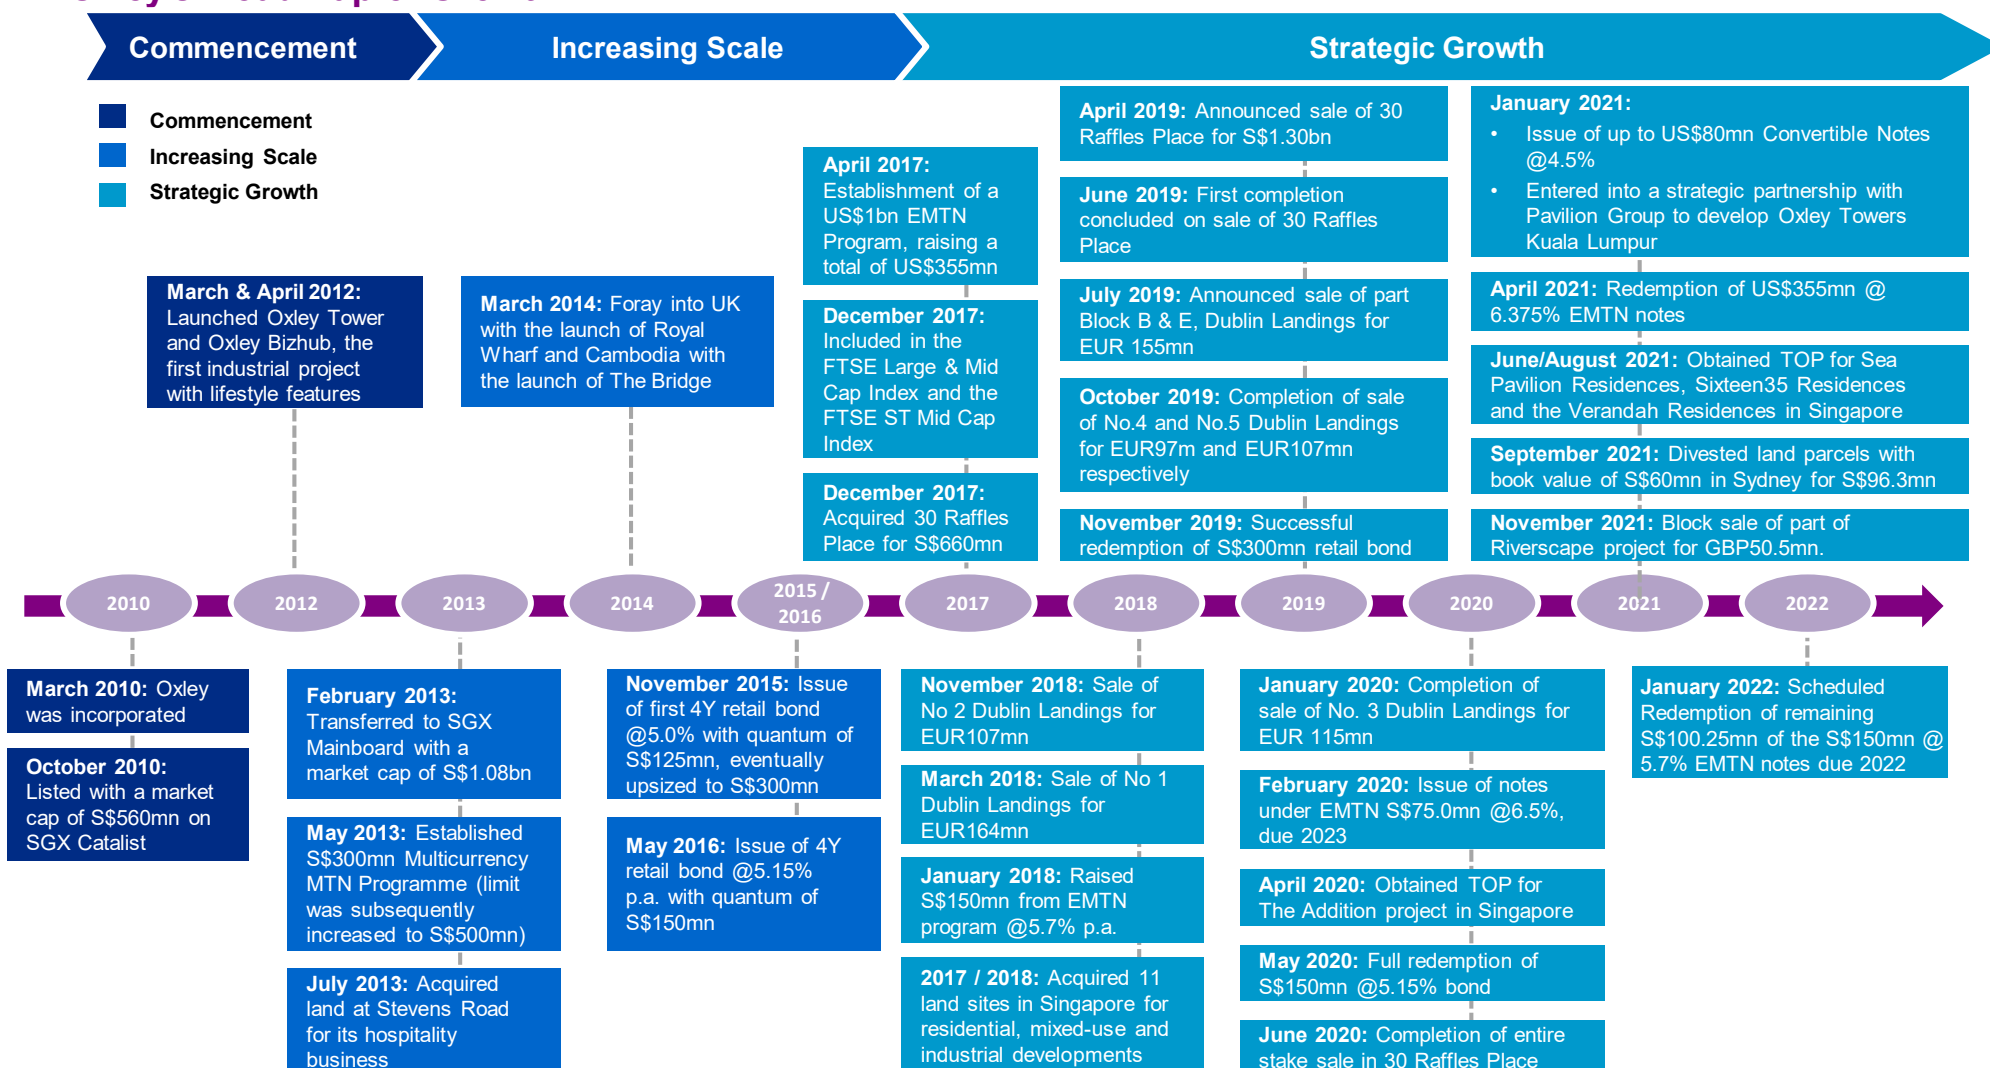 Commencement
Increasing Scale
Strategic Growth
Commencement
Increasing Scale
Strategic Growth
March & April 2012:
Launched Oxley Tower
and Oxley Bizhub, the
first industrial project
with lifestyle features
March 2014: Foray into UK
with the launch of Royal
Wharf and Cambodia with
the launch of The Bridge
April 2017:
Establishment of a
US$1bn EMTN
Program, raising a
total of US$355mn
December 2017:
Included in the
FTSE Large & Mid
Cap Index and the
FTSE ST Mid Cap
Index
December 2017:
Acquired 30 Raffles
Place for S$660mn
April 2019: Announced sale of 30
Raffles Place for S$1.30bn
June 2019: First completion
concluded on sale of 30 Raffles
Place
July 2019: Announced sale of part
Block B & E, Dublin Landings for
EUR 155mn
October 2019: Completion of sale
of No.4 and No.5 Dublin Landings
for EUR97m and EUR107mn
respectively
November 2019: Successful
redemption of S$300mn retail bond
January 2021:
• Issue of up to US$80mn Convertible Notes
@4.5%
• Entered into a strategic partnership with
Pavilion Group to develop Oxley Towers
Kuala Lumpur
April 2021: Redemption of US$355mn @
6.375% EMTN notes
June/August 2021: Obtained TOP for Sea
Pavilion Residences, Sixteen35 Residences
and the Verandah Residences in Singapore
September 2021: Divested land parcels with
book value of S$60mn in Sydney for S$96.3mn
November 2021: Block sale of part of
Riverscape project for GBP50.5mn.
2010
2012
2013
2014
2015 /
2016
2017
2018
2019
2020
2021
2022
March 2010: Oxley
was incorporated
October 2010:
Listed with a market
cap of S$560mn on
SGX Catalist
February 2013:
Transferred to SGX
Mainboard with a
market cap of S$1.08bn
May 2013: Established
S$300mn Multicurrency
MTN Programme (limit
was subsequently
increased to S$500mn)
July 2013: Acquired
land at Stevens Road
for its hospitality
business
November 2015: Issue
of first 4Y retail bond
@5.0% with quantum of
S$125mn, eventually
upsized to S$300mn
May 2016: Issue of 4Y
retail bond @5.15%
p.a. with quantum of
S$150mn
November 2018: Sale of
No 2 Dublin Landings for
EUR107mn
March 2018: Sale of No 1
Dublin Landings for
EUR164mn
January 2018: Raised
S$150mn from EMTN
program @5.7% p.a.
2017 / 2018: Acquired 11
land sites in Singapore for
residential, mixed-use and
industrial developments
January 2020: Completion of
sale of No. 3 Dublin Landings for
EUR 115mn
February 2020: Issue of notes
under EMTN S$75.0mn @6.5%,
due 2023
April 2020: Obtained TOP for
The Addition project in Singapore
May 2020: Full redemption of
S$150mn @5.15% bond
June 2020: Completion of entire
stake sale in 30 Raffles Place
January 2022: Scheduled
Redemption of remaining
S$100.25mn of the S$150mn @
5.7% EMTN notes due 2022